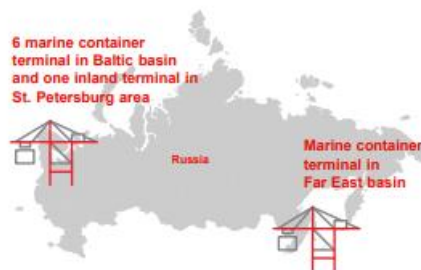 6 marine container
terminal in Baltic basin
and one inland terminal in
St. Petersburg area
Russia
Marine container
terminal in
Far East basin